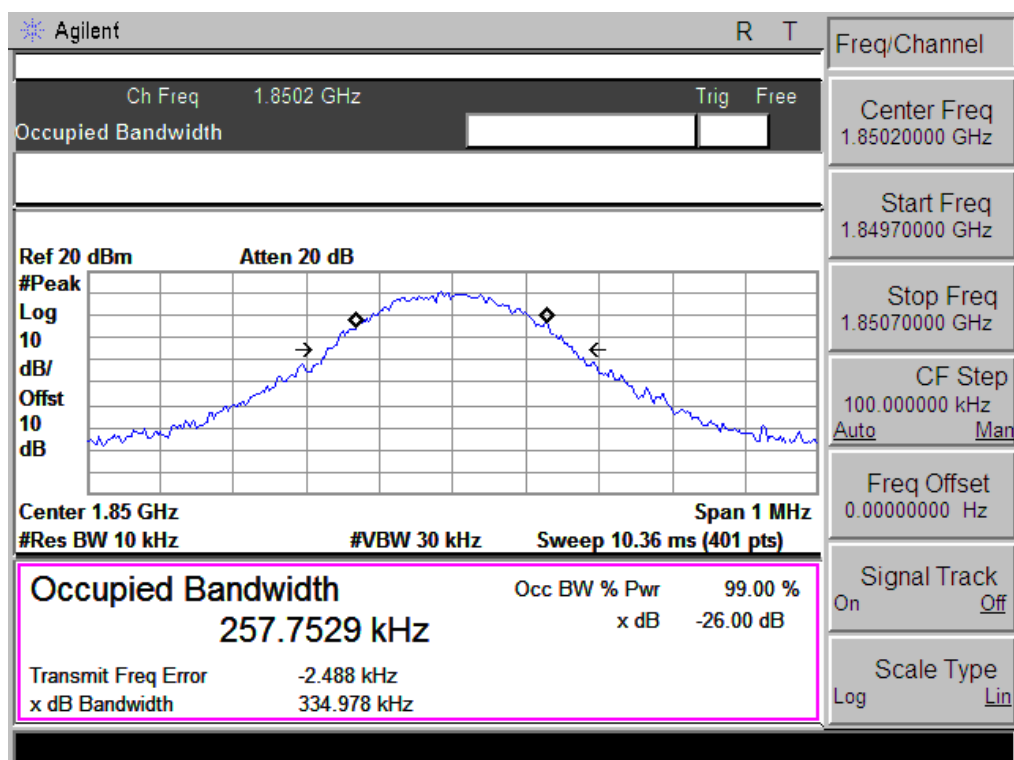 Agilent R T
Ch Freq 1.8502 GHz Trig Free
Occupied Bandwidth
Ref 20 dBm Atten 20 dB
#Peak
Log
10
dB/
Offst
10
dB
Center 1.85 GHz Span 1 MHz
#Res BW 10 kHz #VBW 30 kHz Sweep 10.36 ms (401 pts)
Occupied Bandwidth Occ BW % Pwr 99.00 %
257.7529 kHz x dB -26.00 dB
Transmit Freq Error -2.488 kHz
x dB Bandwidth 334.978 kHz
Freq/Channel
Center Freq
1.85020000 GHz
Start Freq
1.84970000 GHz
Stop Freq
1.85070000 GHz
CF Step
100.000000 kHz
Auto Man
Freq Offset
0.00000000 Hz
Signal Track
On Off
Scale Type
Log Lin